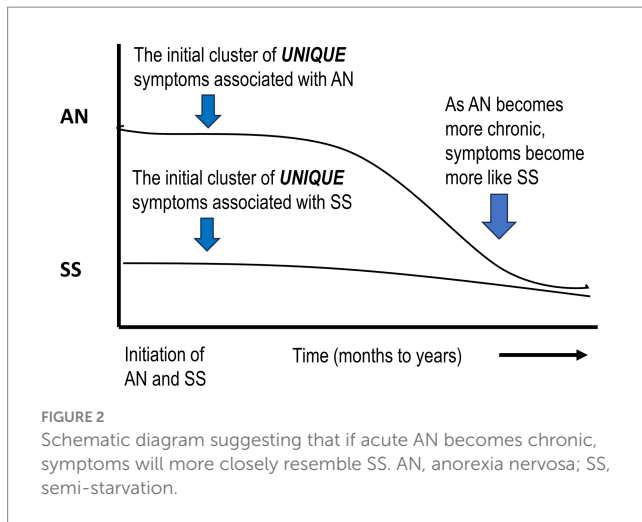 The initial cluster of UNIQUE
symptoms associated with AN
AN
As AN becomes
more chronic,
symptoms become
more like SS
The initial cluster of UNIQUE
symptoms associated with SS
SS
Initiation of
AN and SS
Time (months to years)
FIGURE 2
Schematic diagram suggesting that if acute AN becomes chronic,
symptoms will more closely resemble SS. AN, anorexia nervosa; SS,
semi-starvation.